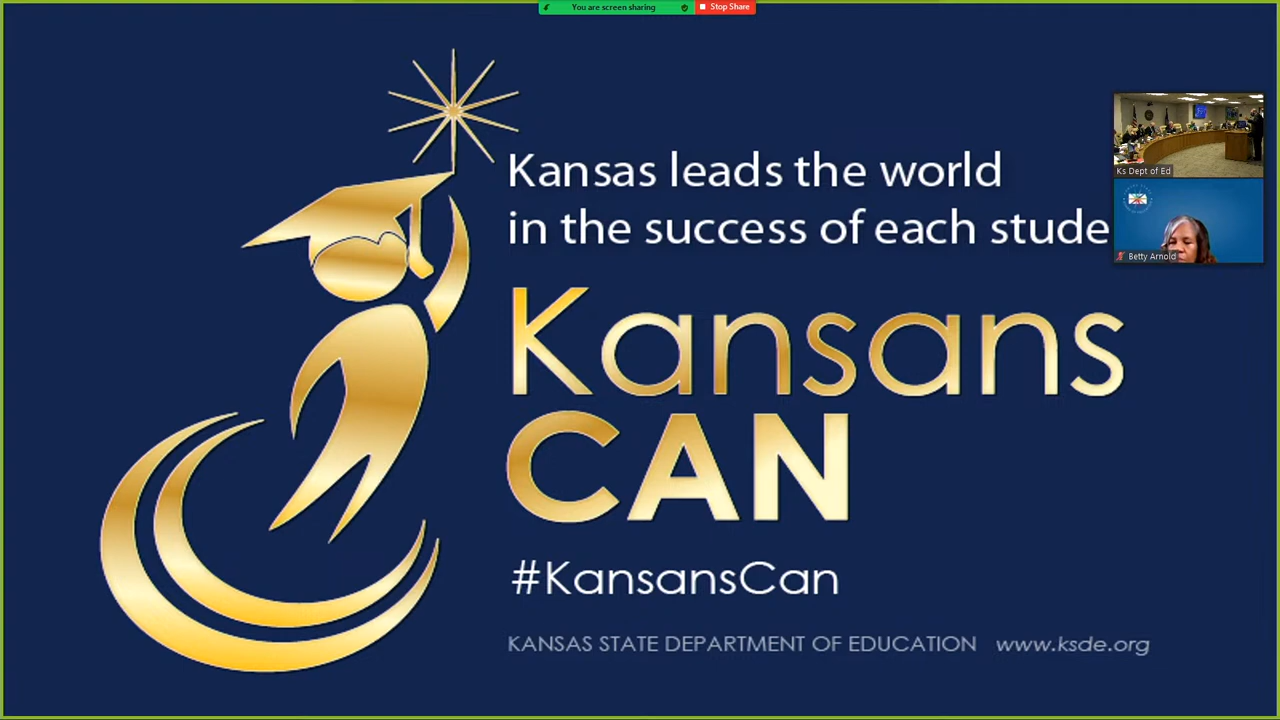 You are screen sharing
Stop Share
Kansas leads the world
in the success of each stude
Ks Dept of Ed
Betty Arnold
Kansans
CAN
#KansansCan
KANSAS STATE DEPARTMENT OF EDUCATION www.ksde.org